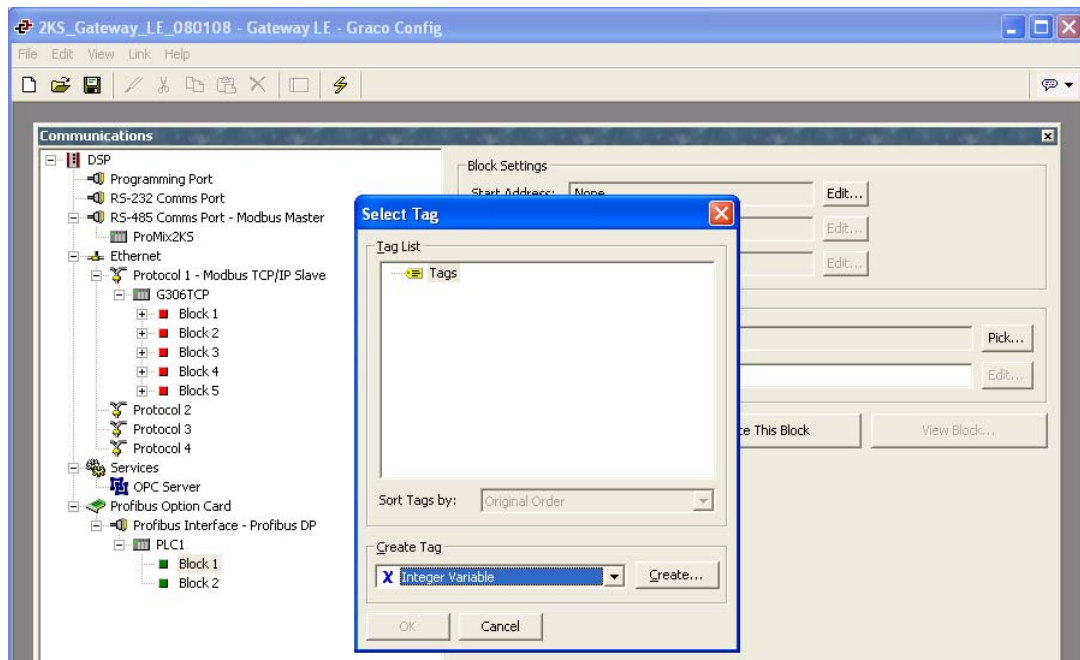 2KS_Gateway_LE_080108 - Gateway LE - Graco Config
File Edit View Link Help
Communications
DSP
Programming Port
RS-232 Comms Port
RS-485 Comms Port - Modbus Master
ProMix2KS
Ethernet
Protocol 1 - Modbus TCP/IP Slave
G306TCP
Block 1
Block 2
Block 3
Block 4
Block 5
Protocol 2
Protocol 3
Protocol 4
Services
OPC Server
Profibus Option Card
Profibus Interface - Profibus DP
PLC1
Block 1
Block 2
Block Settings
Start Address: None Edit...
Edit...
Edit...
Pick...
Edit...
This Block View Block...
Select Tag
Tag List
Tags
Sort Tags by: Original Order
Create Tag
Integer Variable Create...
OK Cancel